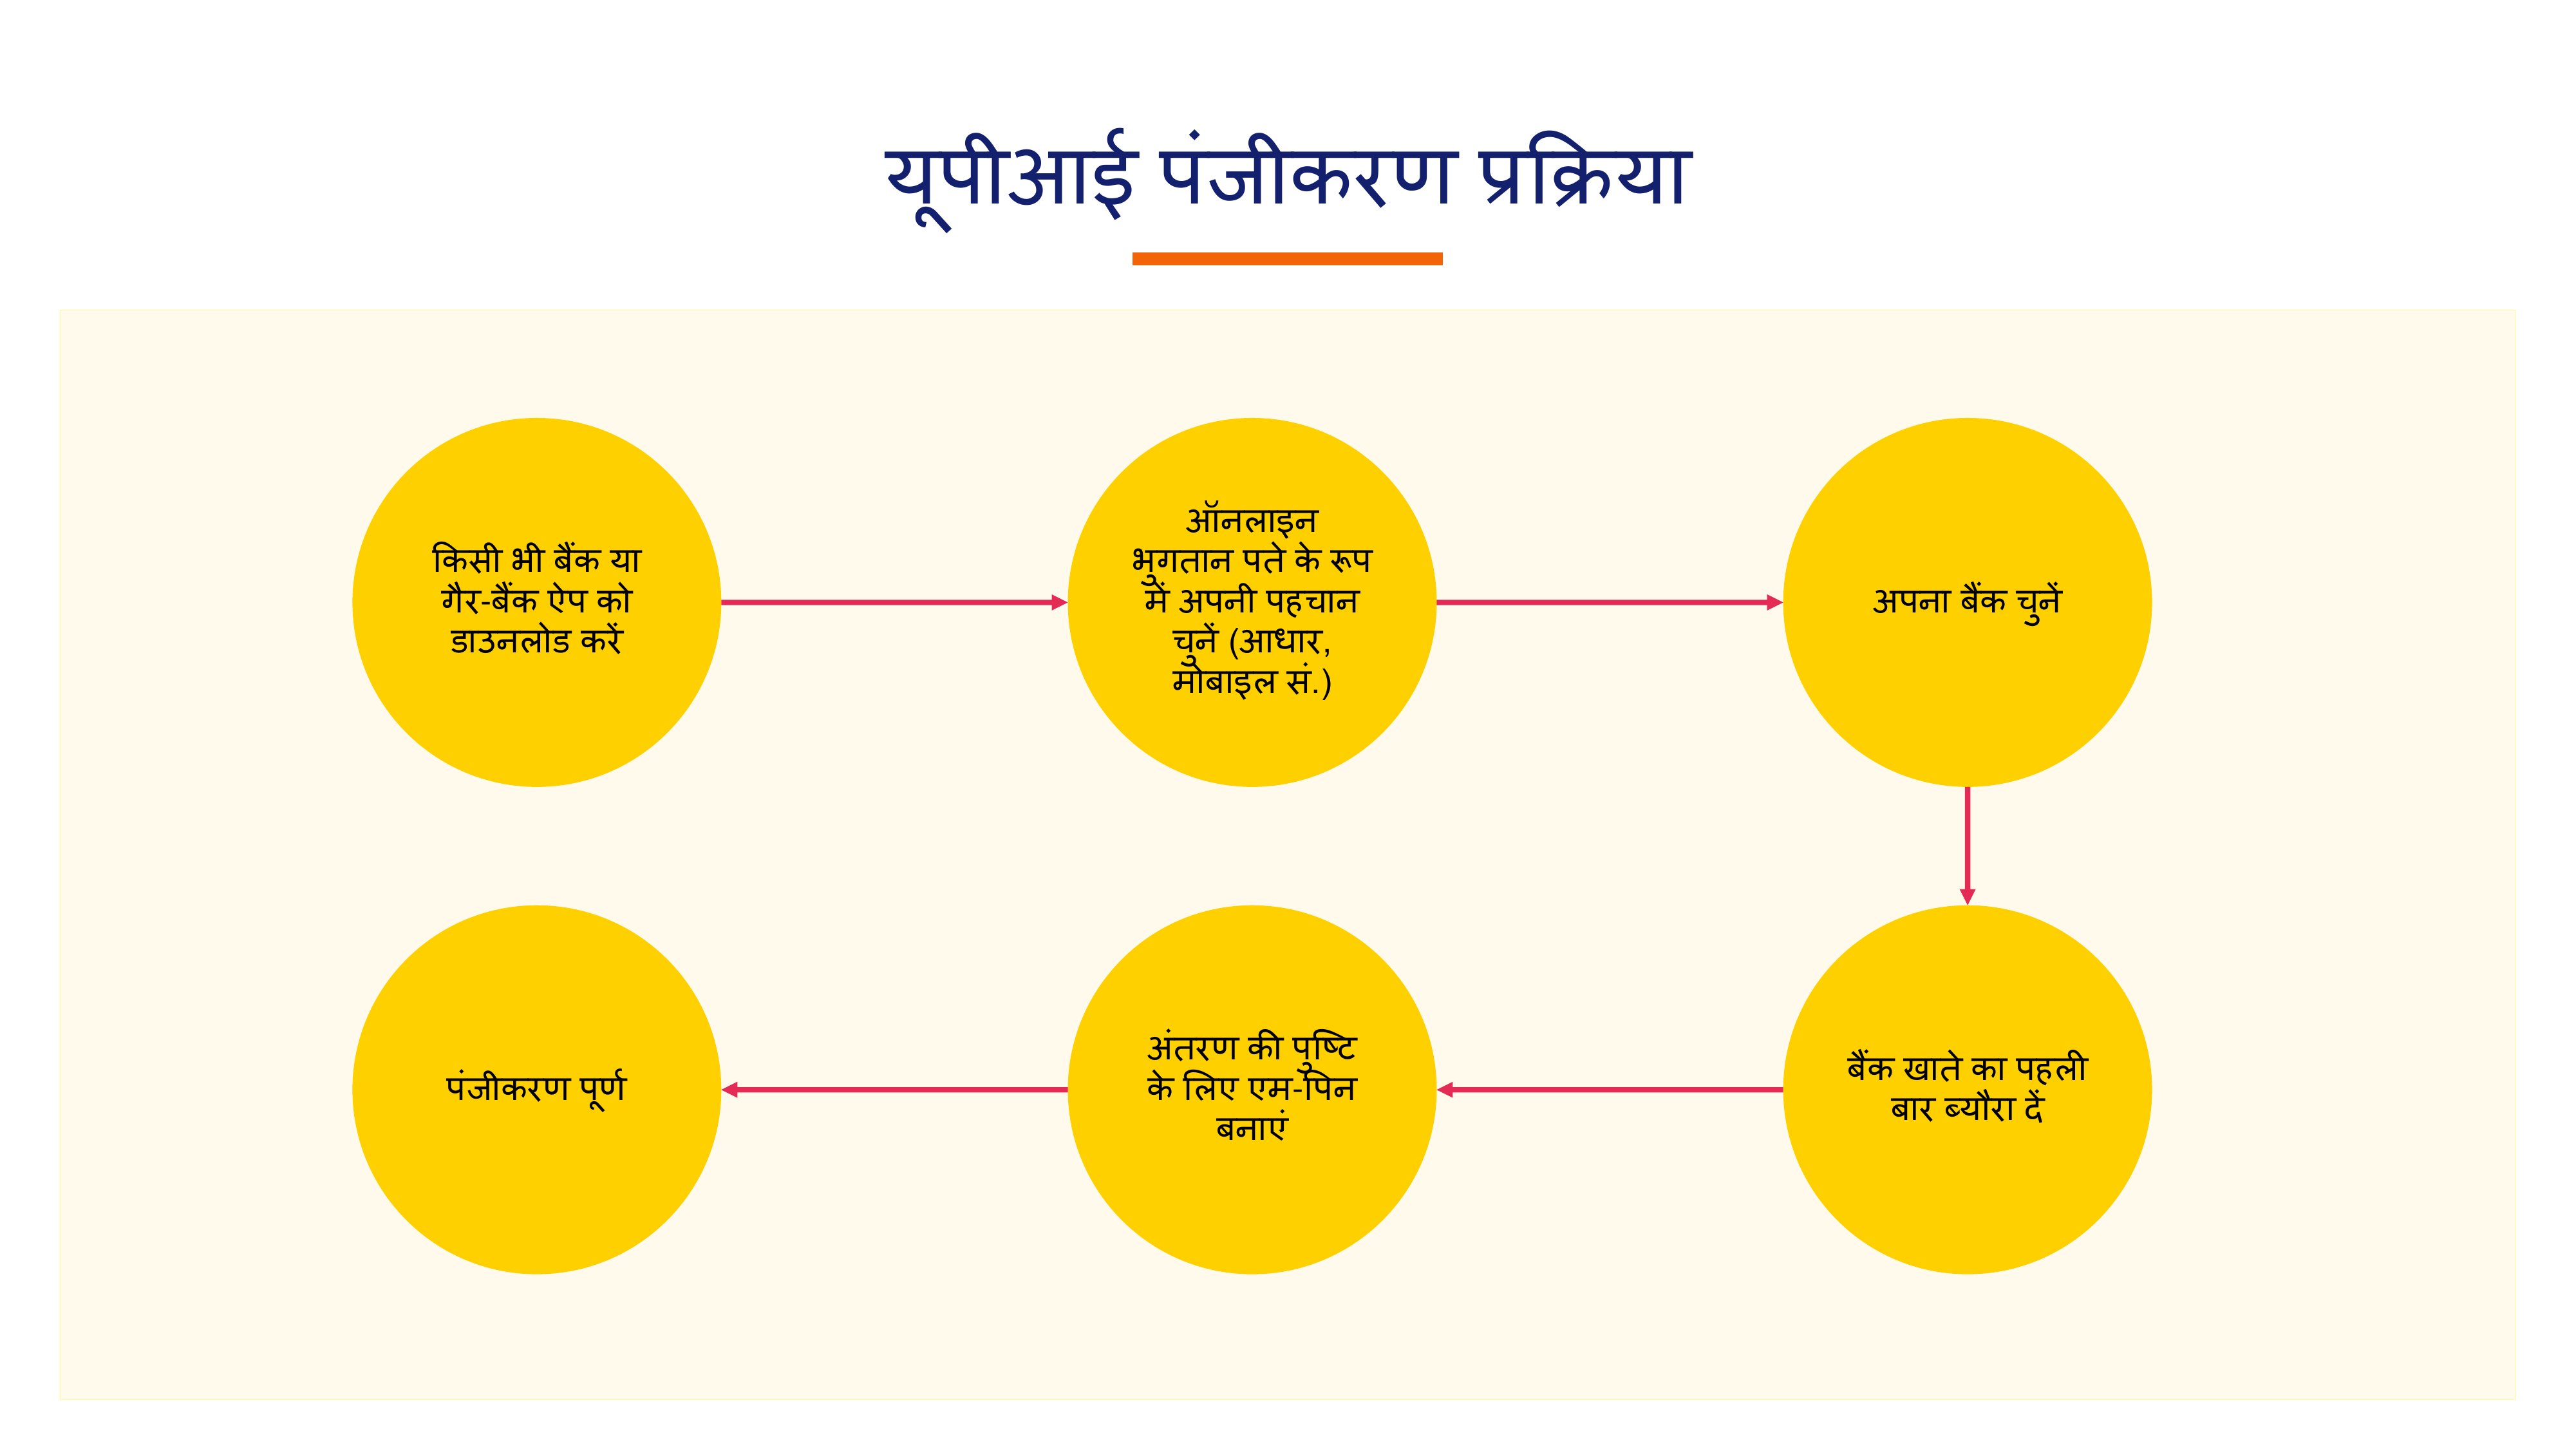 यूपीआई पंजीकरण प्रक्रिया
किसी भी बैंक या
गैर-बैंक ऐप को
डाउनलोड करें
ऑनलाइन
भुगतान पते के रूप
में अपनी पहचान
चुनें (आधार,
मोबाइल सं.)
अपना बैंक चुनें
बैंक खाते का पहली
बार ब्यौरा दें
अंतरण की पुष्टि
के लिए एम-पिन
बनाएं
पंजीकरण पूर्ण